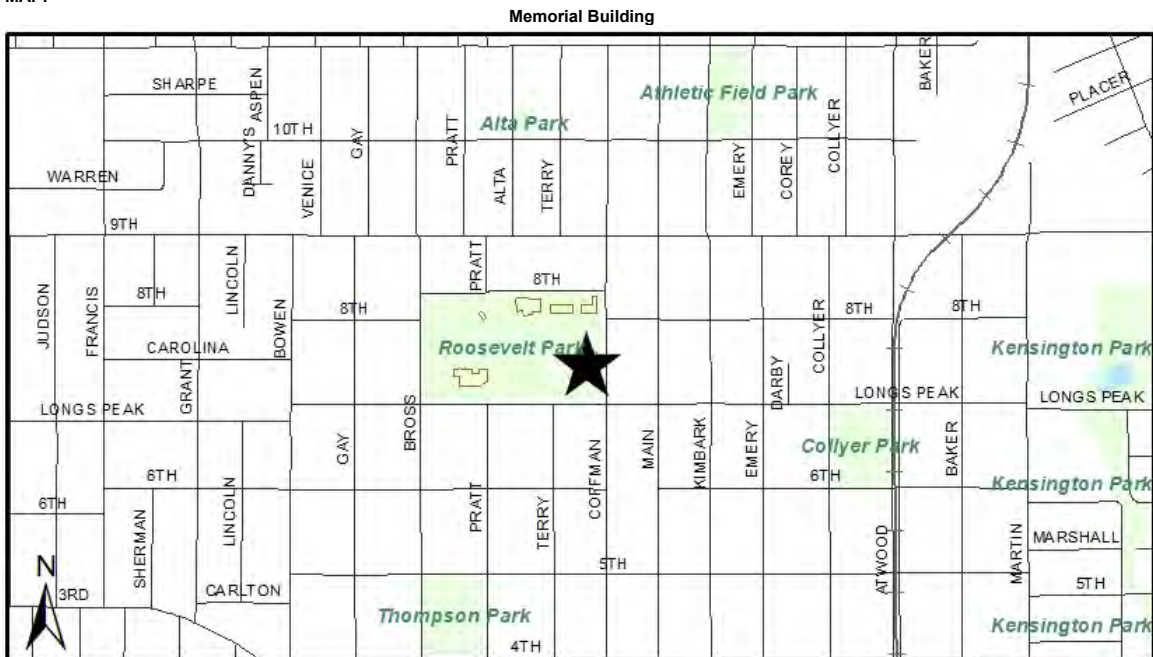 Memorial Building
BAKER
SHARPE
ASPEN
PLACER
Athletic Field Park
Alta Park
10TH
GAY
PRATT
COLLYER
DANNY'S
WARREN
VENICE
ALTA
TERRY
EMERY
COREY
9TH
LINCOLN
PRATT
8TH
8TH
8TH
8TH
8TH
JUDSON
FRANCIS
BOWEN
COLLYER
CAROLINA
Roosevelt Park
Kensington Park
GRANT
DARBY
LONGS PEAK
LONGS PEAK
LONGS PEAK
BROSS
GAY
COFFMAN
MAIN
KIMBARK
EMERY
Collyer Park
BAKER
6TH
6TH
6TH
Kensington Park
LINCOLN
PRATT
TERRY
SHERMAN
ATWOOD
MARTIN
MARSHALL
N
5TH
5TH
3RD
CARLTON
Thompson Park
Kensington Park
4TH